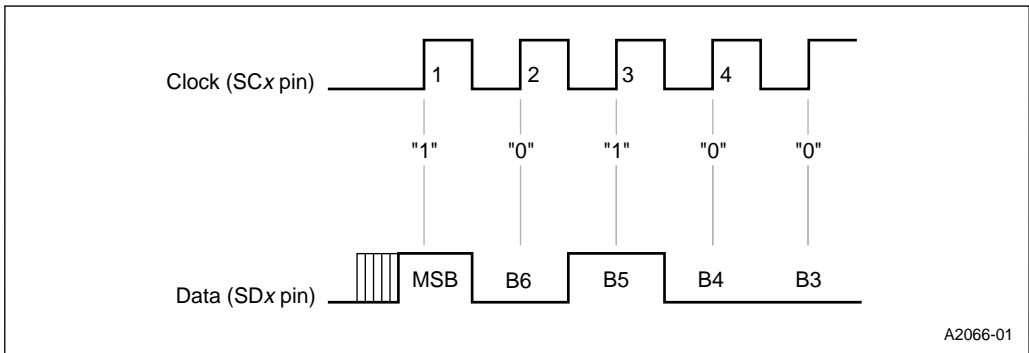 Clock (SCx pin)
1 2 3 4
"1" "0" "1" "0" "0"
MSB B6 B5 B4 B3
Data (SDx pin)
A2066-01